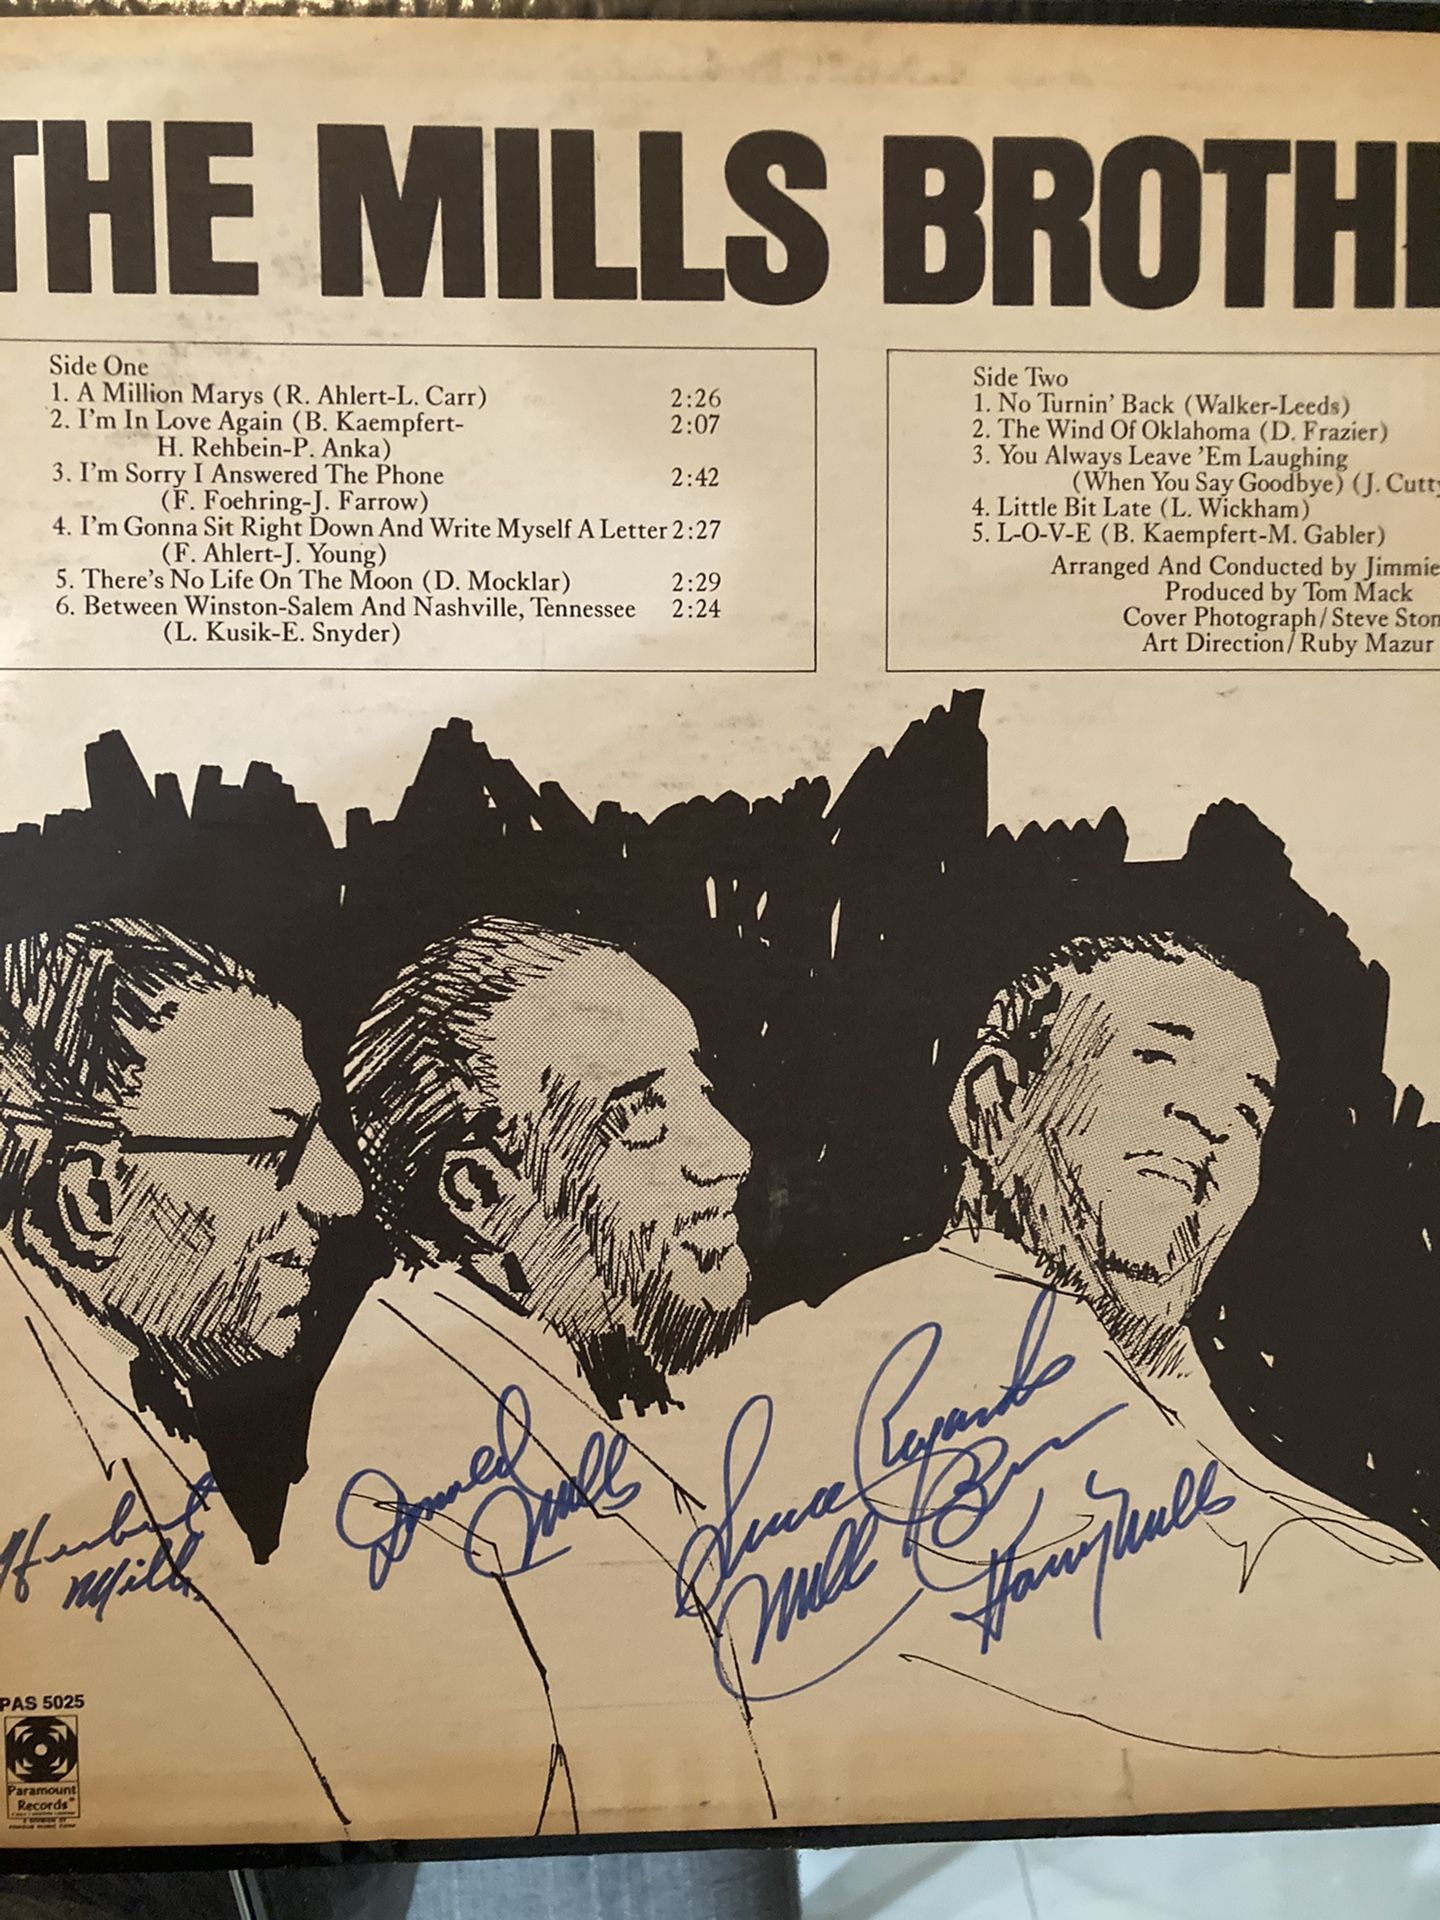 THE MILLS BROTHE
Side One
1. A Million Marys (R. Ahlert-L. Carr) 2:26
2. I'm In Love Again (B. Kaempfert- 2:07
H. Rehbein-P. Anka)
3. I'm Sorry I Answered The Phone 2:42
(F. Foehring-J. Farrow)
4. I'm Gonna Sit Right Down And Write Myself A Letter 2:27
(F. Ahlert-J. Young)
5. There's No Life On The Moon (D. Mocklar) 2:29
6. Between Winston-Salem And Nashville, Tennessee 2:24
(L. Kusik-E. Snyder)
Side Two
1. No Turnin' Back (Walker-Leeds)
2. The Wind Of Oklahoma (D. Frazier)
3. You Always Leave 'Em Laughing
(When You Say Goodbye) (J. Cutty
4. Little Bit Late (L. Wickham)
5. L-O-V-E (B. Kaempfert-M. Gabler)
Arranged And Conducted by Jimmie
Produced by Tom Mack
Cover Photograph/Steve Ston
Art Direction/Ruby Mazur
Herbert
Mills
Donald
Mills
Since Regards
Mills Bros
Harry Mills
PAS 5025
Paramount
Records